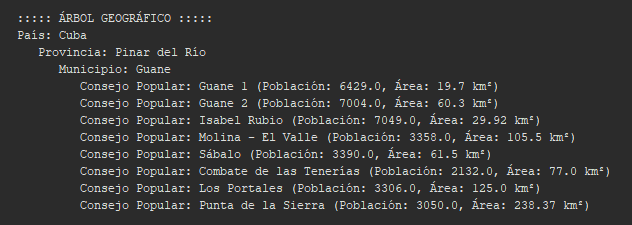 ::::: ÁRBOL GEOGRÁFICO :::::
País: Cuba
Provincia: Pinar del Río
Municipio: Guane
Consejo Popular: Guane 1 (Población: 6429.0, Área: 19.7 km²)
Consejo Popular: Guane 2 (Población: 7004.0, Área: 60.3 km²)
Consejo Popular: Isabel Rubio (Población: 7049.0, Área: 29.92 km²)
Consejo Popular: Molina - El Valle (Población: 3358.0, Área: 105.5 km²)
Consejo Popular: Sábalo (Población: 3390.0, Área: 61.5 km²)
Consejo Popular: Combate de las Tenerías (Población: 2132.0, Área: 77.0 km²)
Consejo Popular: Los Portales (Población: 3306.0, Área: 125.0 km²)
Consejo Popular: Punta de la Sierra (Población: 3050.0, Área: 238.37 km²)